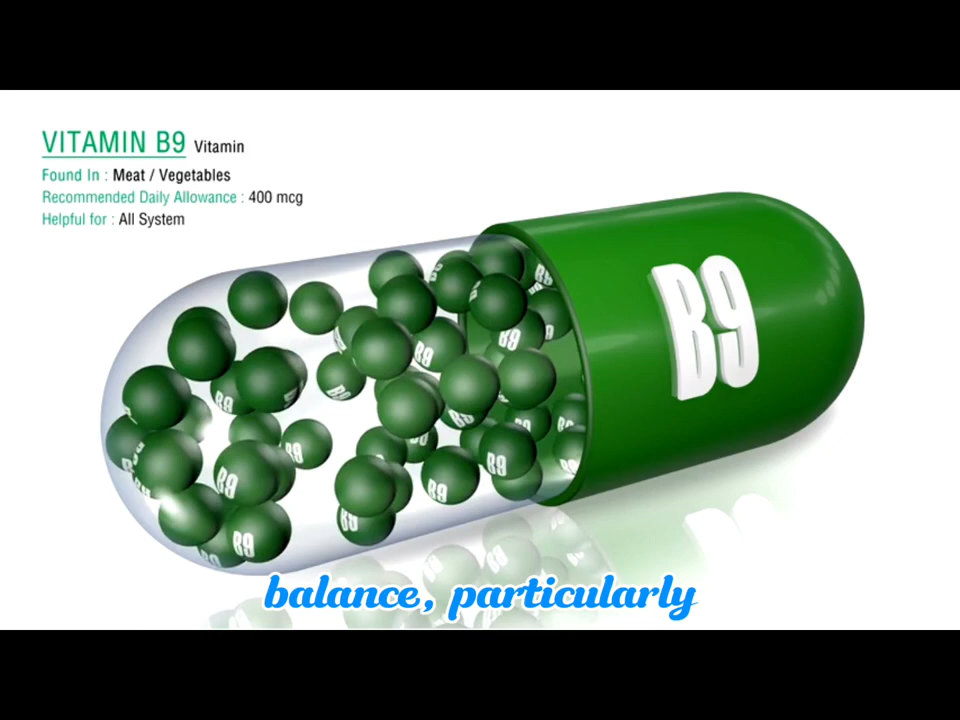 VITAMIN B9 Vitamin
Found In : Meat / Vegetables
Recommended Daily Allowance : 400 mcg
Helpful for : All System
B9
balance, particularly